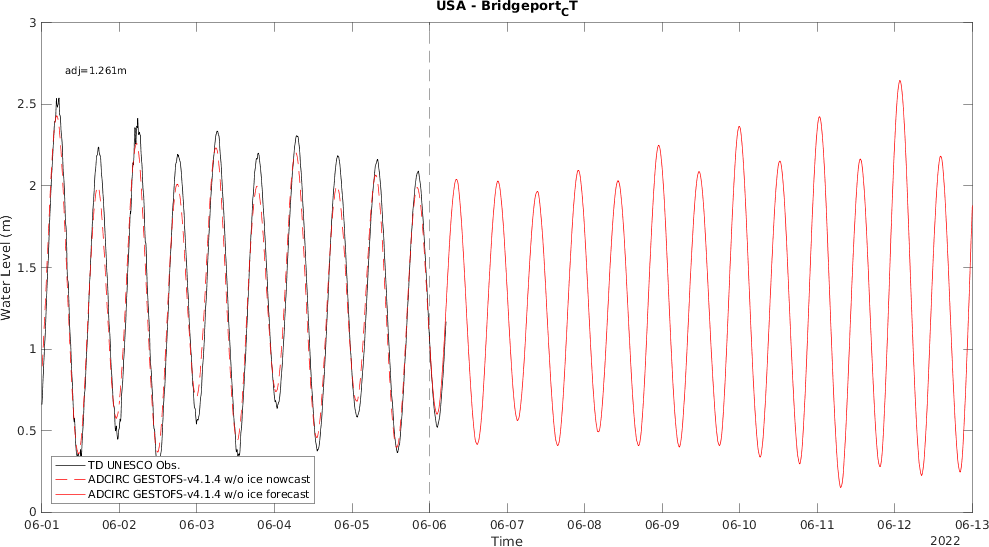 USA - Bridgeport_CT
adj=1.261m
3
2.5
2
1.5
1
0.5
0
Water Level (m)
TD UNESCO Obs.
ADCIRC GESTOFS-v4.1.4 w/o ice nowcast
ADCIRC GESTOFS-v4.1.4 w/o ice forecast
06-01 06-02 06-03 06-04 06-05 06-06 06-07 06-08 06-09 06-10 06-11 06-12 06-13
Time
2022